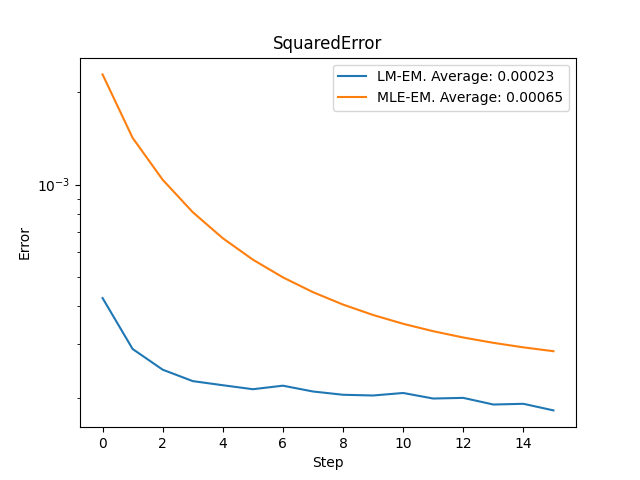 SquaredError
LM-EM. Average: 0.00023
MLE-EM. Average: 0.00065
10⁻³
Error
0 2 4 6 8 10 12 14
Step